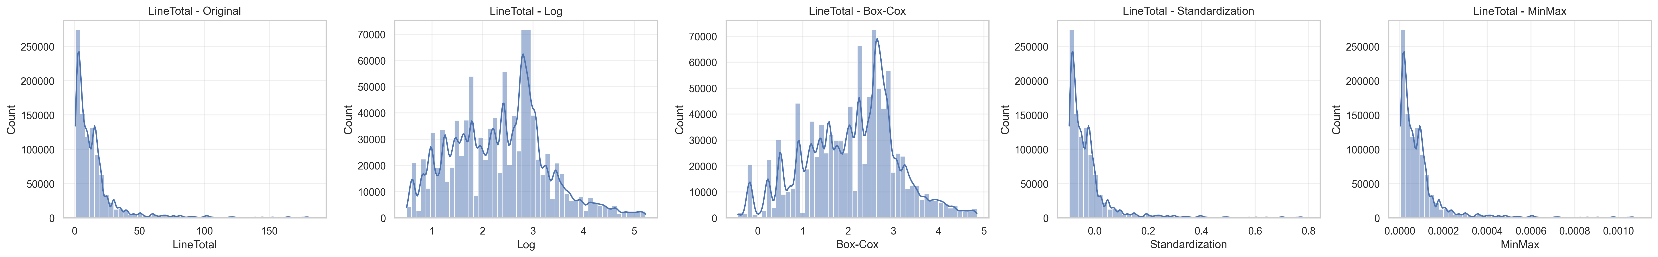 LineTotal - Original
250000
200000
150000
100000
50000
0
Count
0 50 100 150
LineTotal
LineTotal - Log
70000
60000
50000
40000
30000
20000
10000
0
Count
1 2 3 4 5
Log
LineTotal - Box-Cox
70000
60000
50000
40000
30000
20000
10000
0
Count
0 1 2 3 4 5
Box-Cox
LineTotal - Standardization
250000
200000
150000
100000
50000
0
Count
0.0 0.2 0.4 0.6 0.8
Standardization
LineTotal - MinMax
250000
200000
150000
100000
50000
0
Count
0.0000 0.0002 0.0004 0.0006 0.0008 0.0010
MinMax